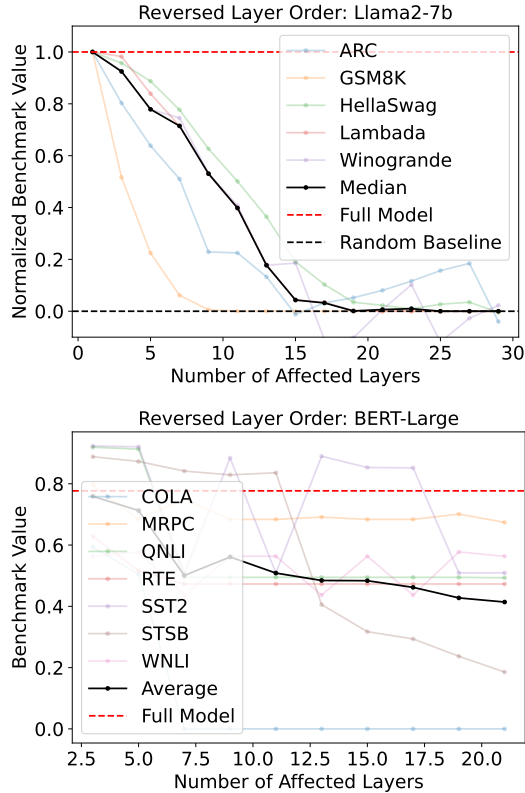 Reversed Layer Order: Llama2-7b
Normalized Benchmark Value
1.0
0.8
0.6
0.4
0.2
0.0
ARC
GSM8K
HellaSwag
Lambada
Winogrande
Median
Full Model
Random Baseline
0 5 10 15 20 25 30
Number of Affected Layers
Reversed Layer Order: BERT-Large
Benchmark Value
0.8
0.6
0.4
0.2
0.0
COLA
MRPC
QNLI
RTE
SST2
STSB
WNLI
Average
Full Model
2.5 5.0 7.5 10.0 12.5 15.0 17.5 20.0
Number of Affected Layers